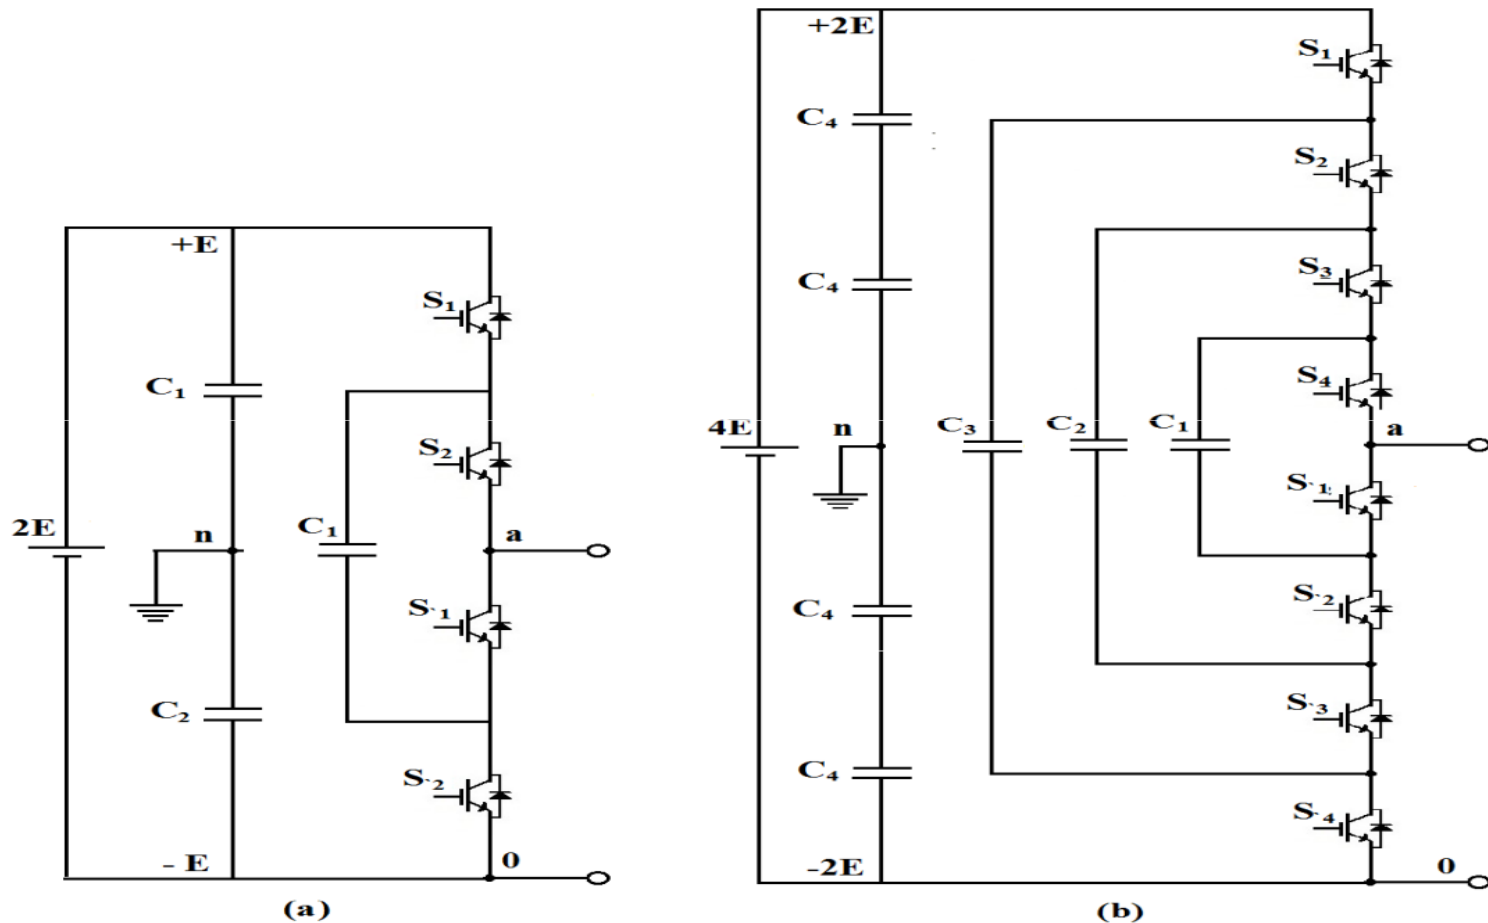 +E
S₁
C₁
S₂
2E
n
C₁
a
S`1
C₂
S`2
- E
0
(a)
+2E
S₁
C₄
S₂
C₄
S₃
S₄
4E
n
C₃
C₂
C₁
a
S`1
C₄
S`2
S`3
C₄
S`4
-2E
0
(b)